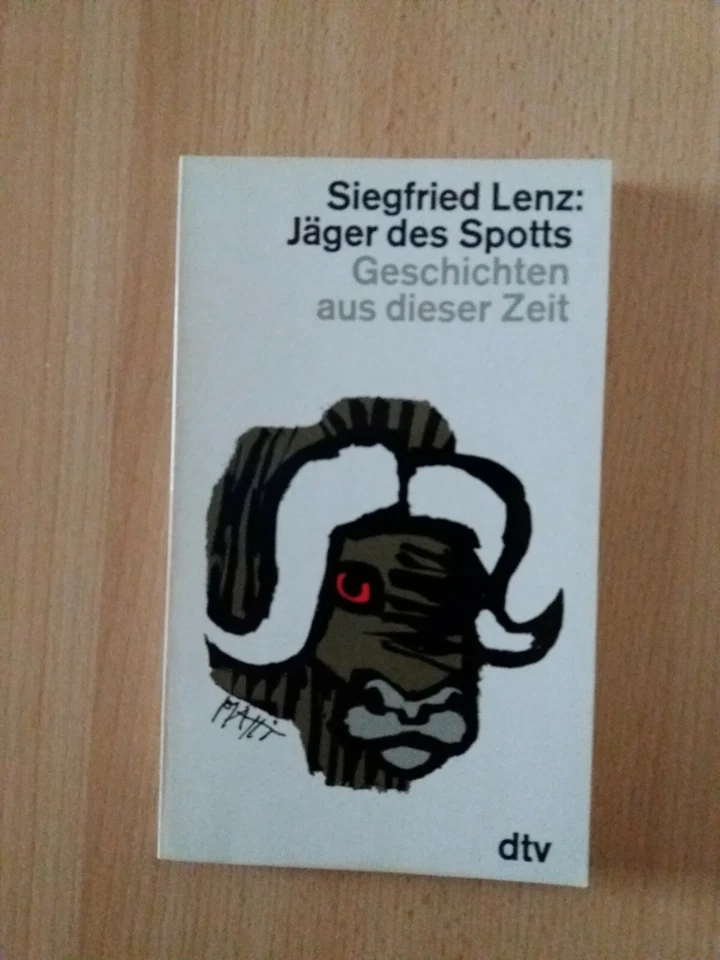 Siegfried Lenz:
Jäger des Spotts
Geschichten
aus dieser Zeit
dtv